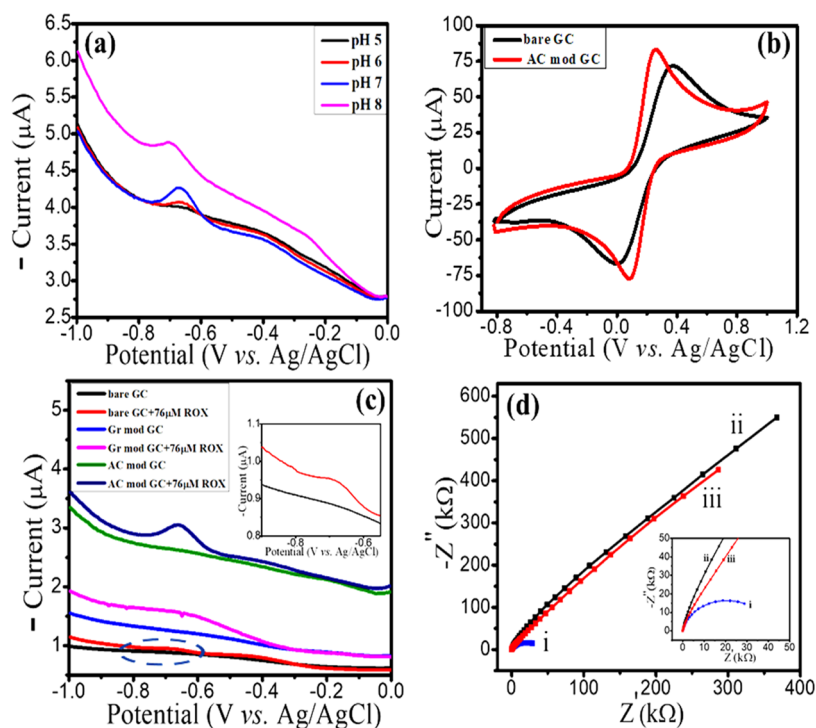 (a)
pH 5
pH 6
pH 7
pH 8
6.5
6.0
5.5
5.0
4.5
4.0
3.5
3.0
2.5
-1.0 -0.8 -0.6 -0.4 -0.2 0.0
− Current (μA)
Potential (V vs. Ag/AgCl)
(b)
bare GC
AC mod GC
100
75
50
25
0
-25
-50
-75
-100
-0.8 -0.4 0.0 0.4 0.8 1.2
Current (μA)
Potential (V vs. Ag/AgCl)
(c)
bare GC
bare GC+76μM ROX
Gr mod GC
Gr mod GC+76μM ROX
AC mod GC
AC mod GC+76μM ROX
5
4
3
2
1
-1.0 -0.8 -0.6 -0.4 -0.2 0.0
− Current (μA)
Potential (V vs. Ag/AgCl)
1.1
1.0
0.9
0.8
-0.8 -0.6
-Current (μA)
Potential (V vs. Ag/AgCl)
(d)
600
550
500
450
400
350
300
250
200
150
100
50
0
0 100 200 300 400
-Z" (kΩ)
Z' (kΩ)
ii
iii
i
50
40
30
20
10
0
0 10 20 30 40 50
-Z" (kΩ)
Z' (kΩ)
ii
iii
i